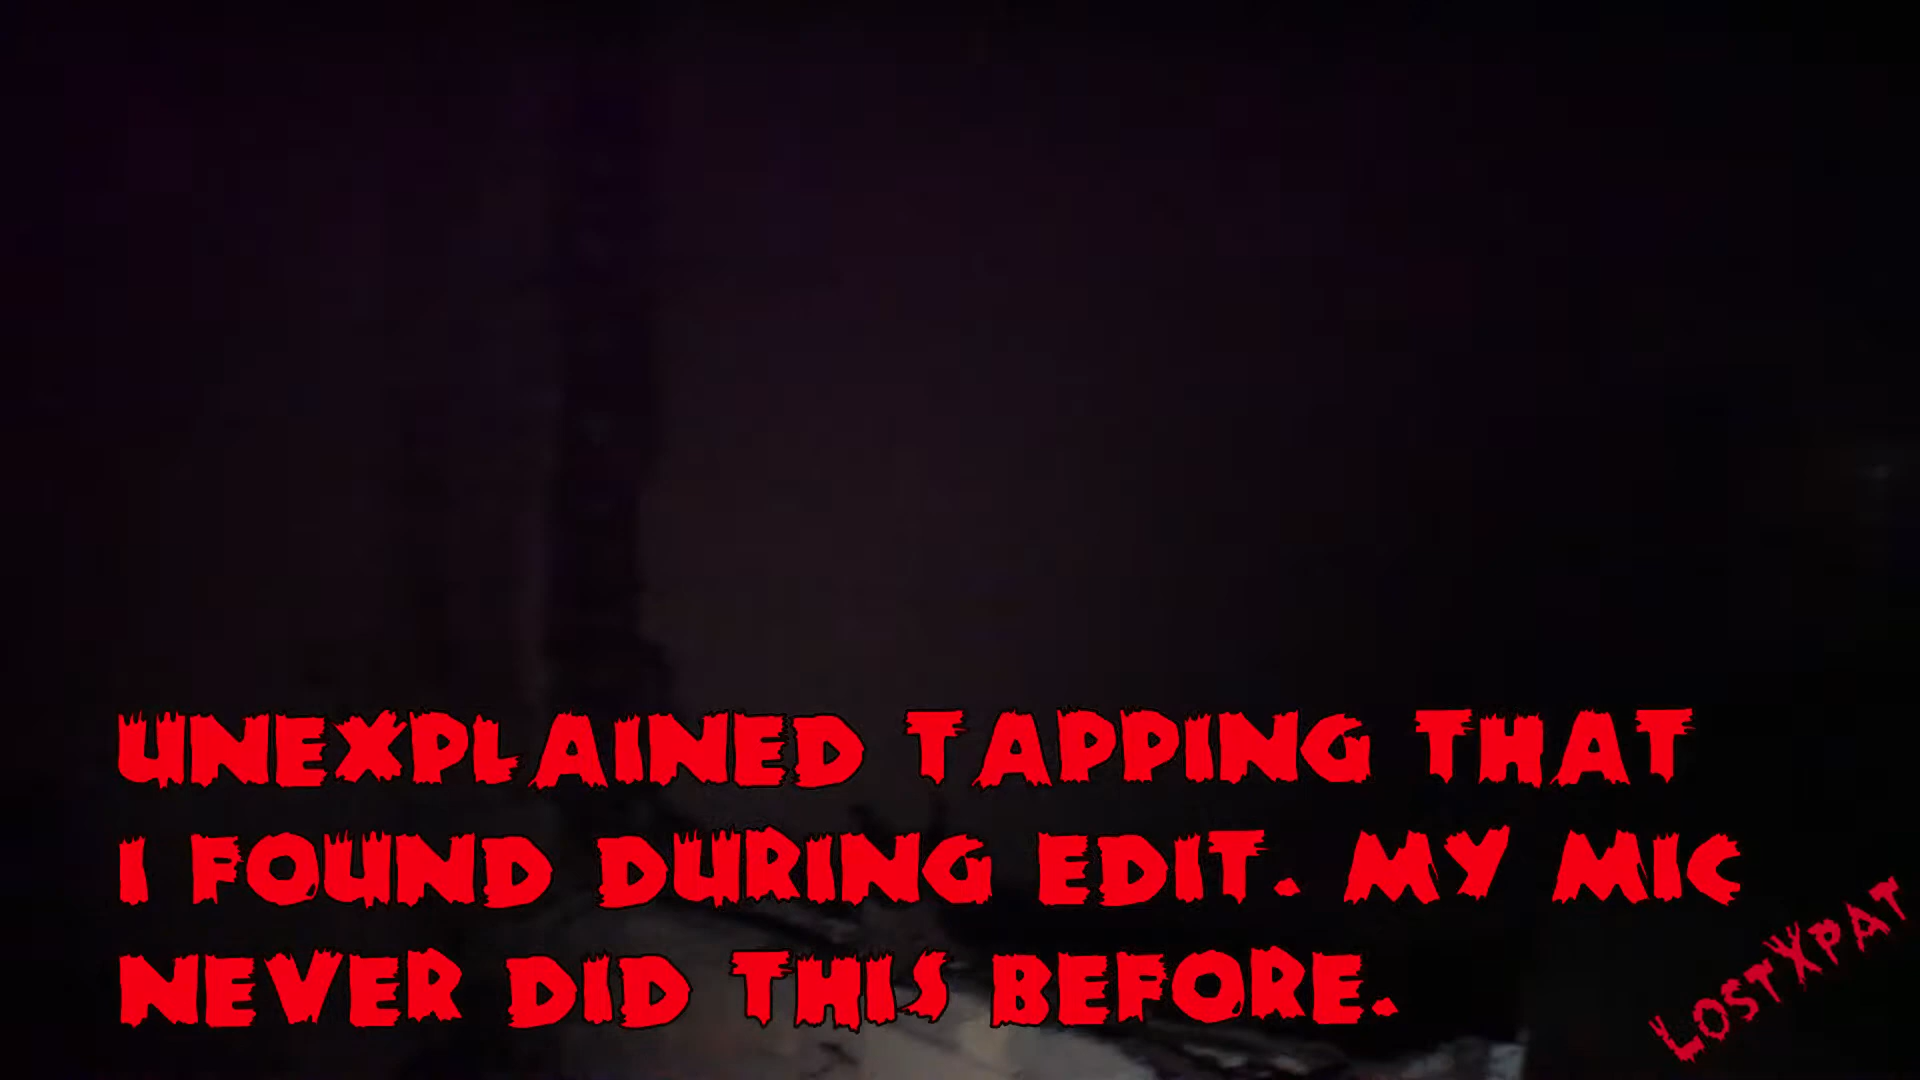 UNEXPLAINED TAPPING THAT
I FOUND DURING EDIT. MY MIC
NEVER DID THIS BEFORE.
LOSTXPAT